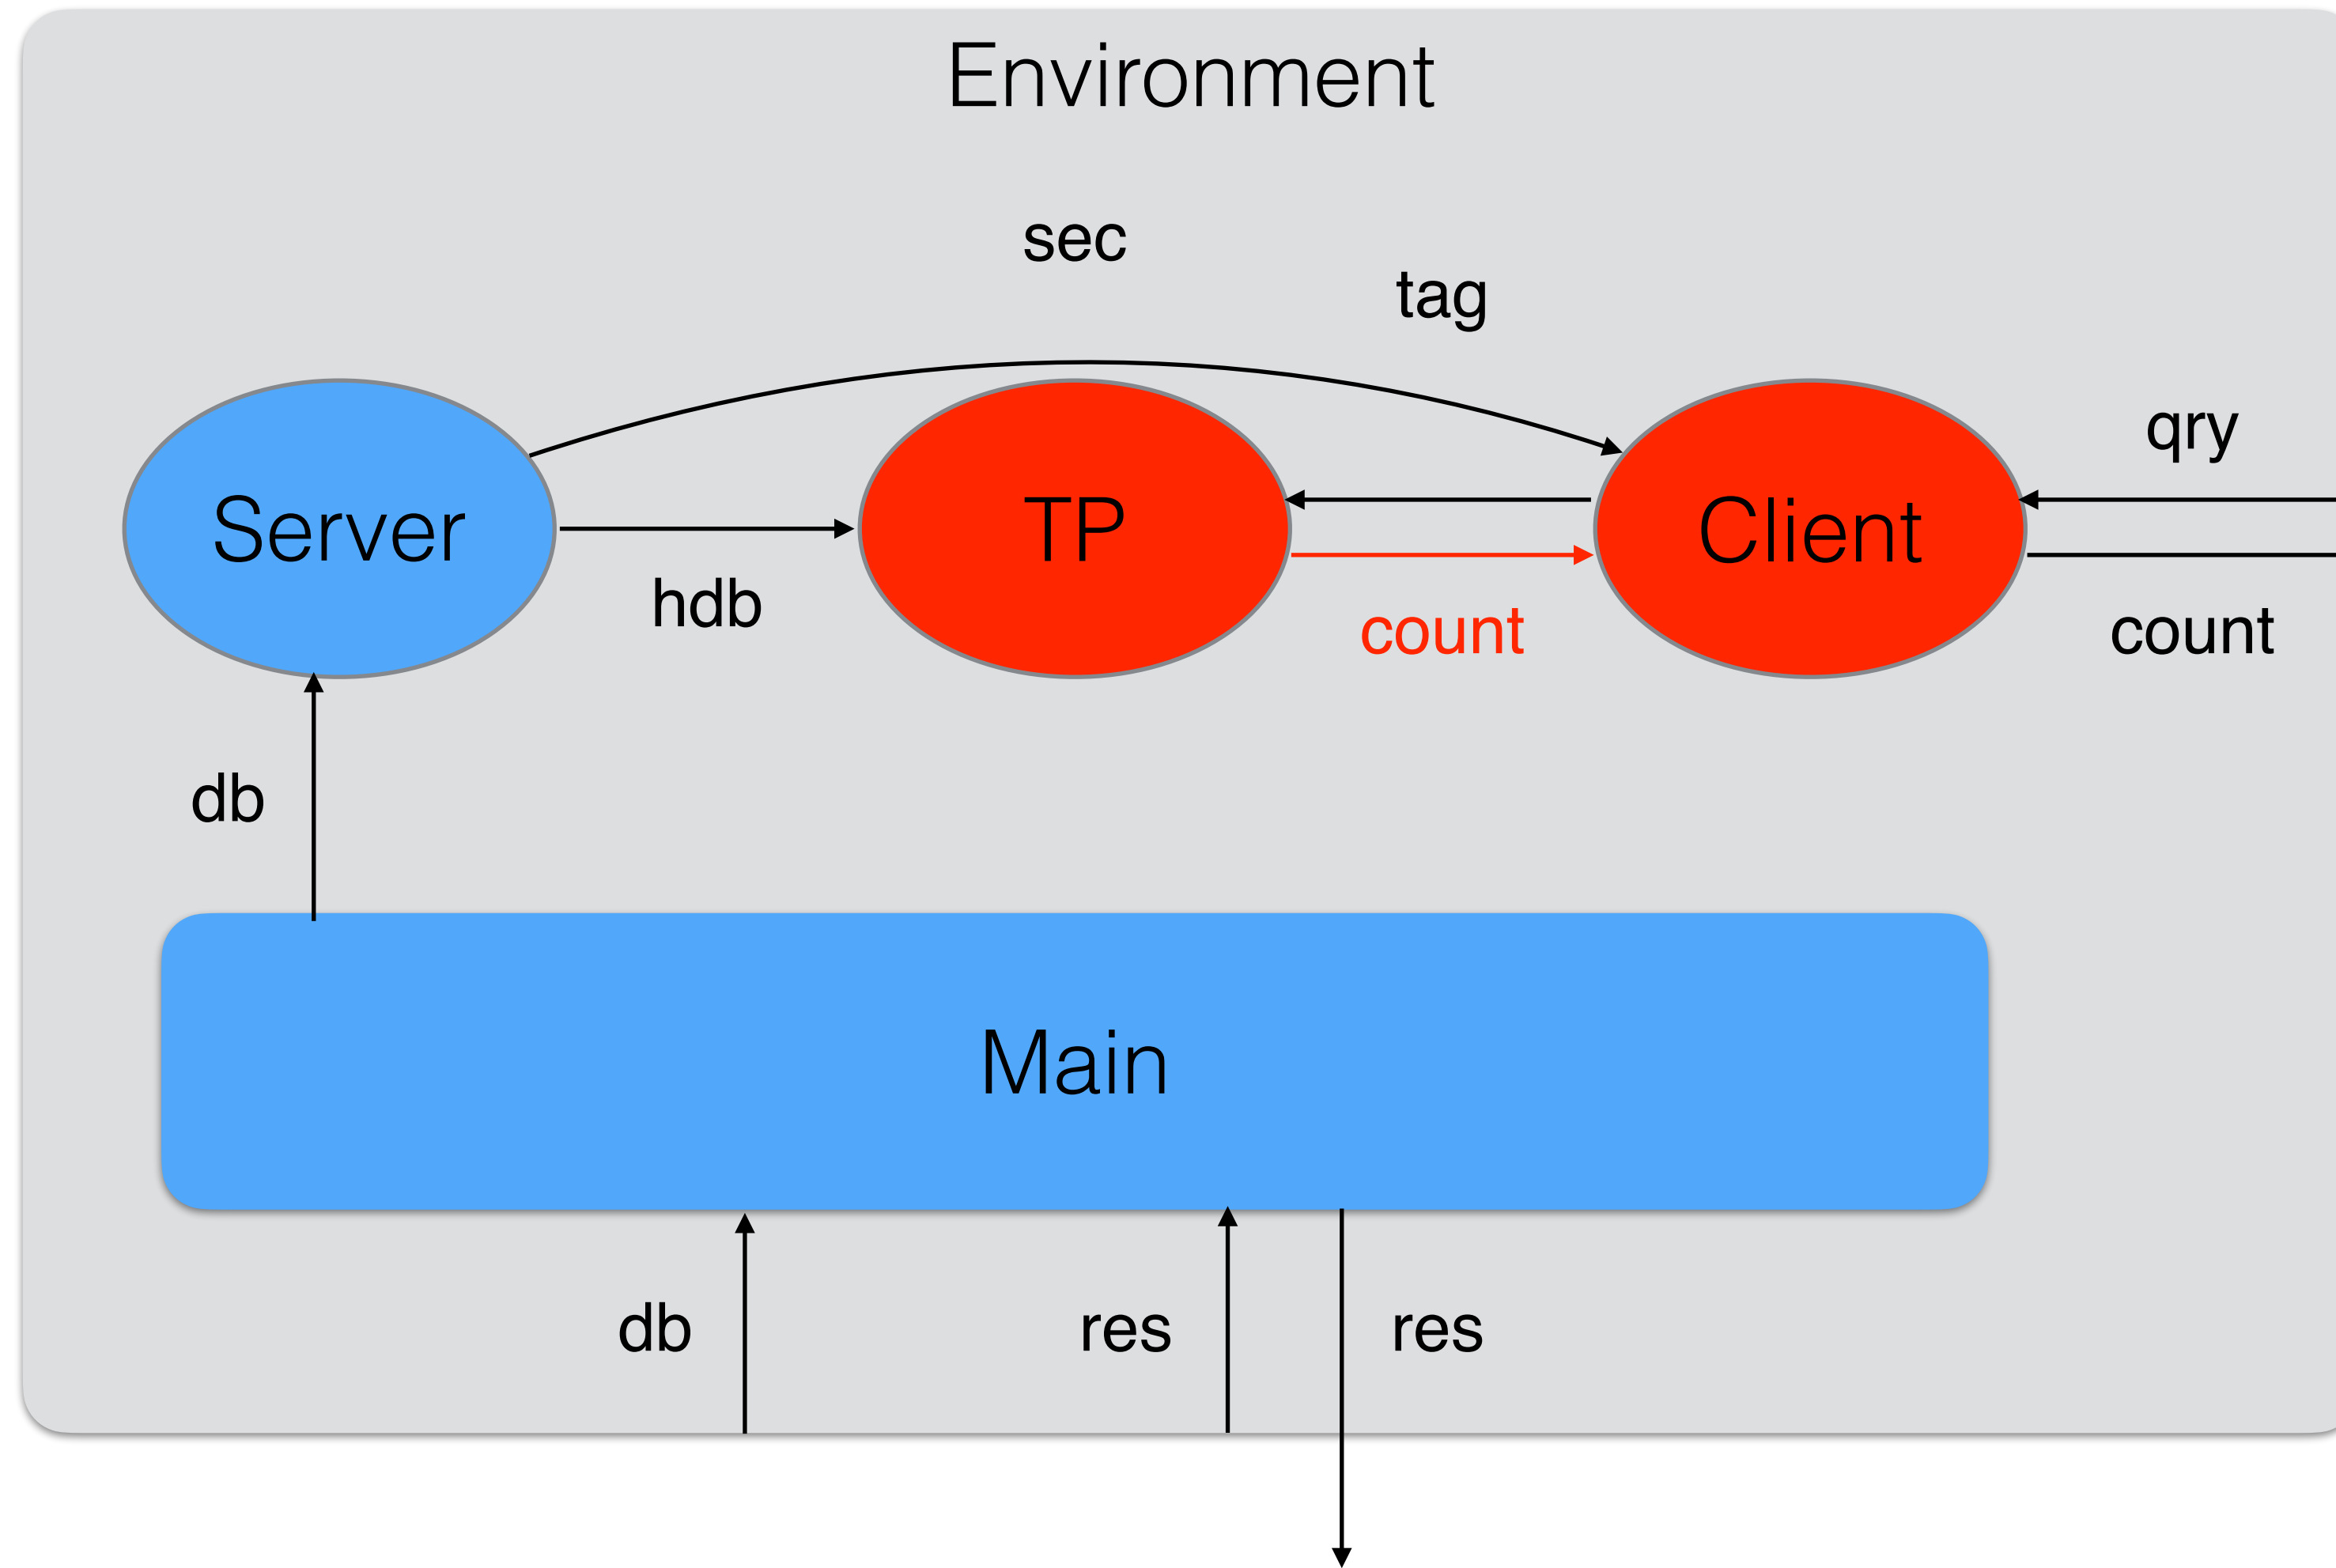 Environment
sec
tag
qry
Server
TP
Client
hdb
count
count
db
Main
db
res
res